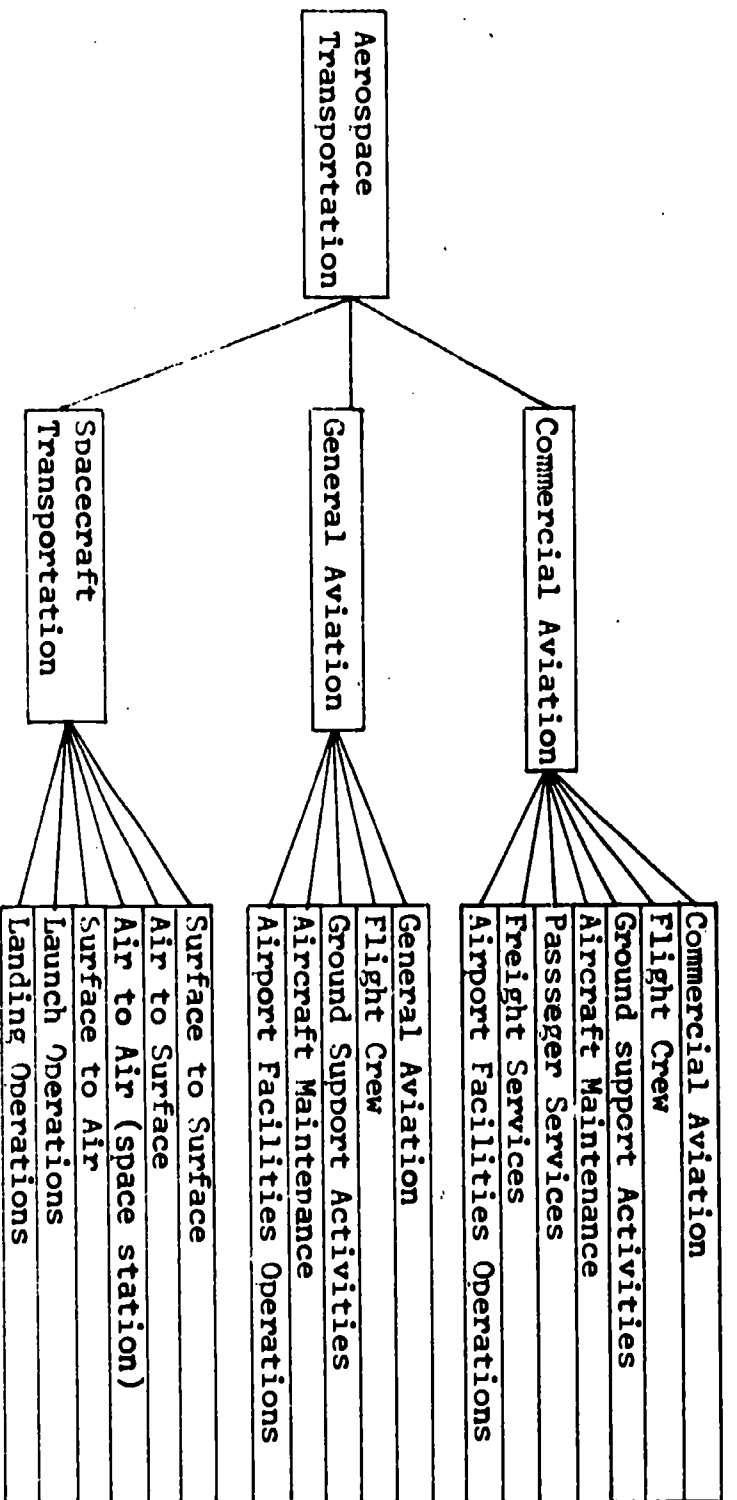 Aerospace
Transportation
Commercial Aviation
General Aviation
Spacecraft
Transportation
Commercial Aviation
Flight Crew
Ground support Activities
Aircraft Maintenance
Passseger Services
Freight Services
Airport Facilities Operations
General Aviation
Flight Crew
Ground Support Activities
Aircraft Maintenance
Airport Facilities Operations
Surface to Surface
Air to Surface
Air to Air (space station)
Surface to Air
Launch Operations
Landing Operations